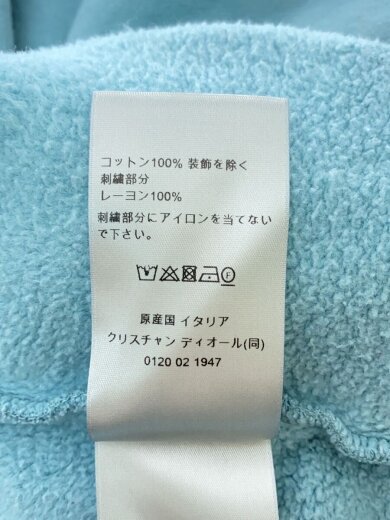 コットン100% 装飾を除く
刺繍部分
レーヨン100%
刺繍部分にアイロンを当てない
で下さい。
原産国 イタリア
クリスチャン ディオール(同)
0120 02 1947